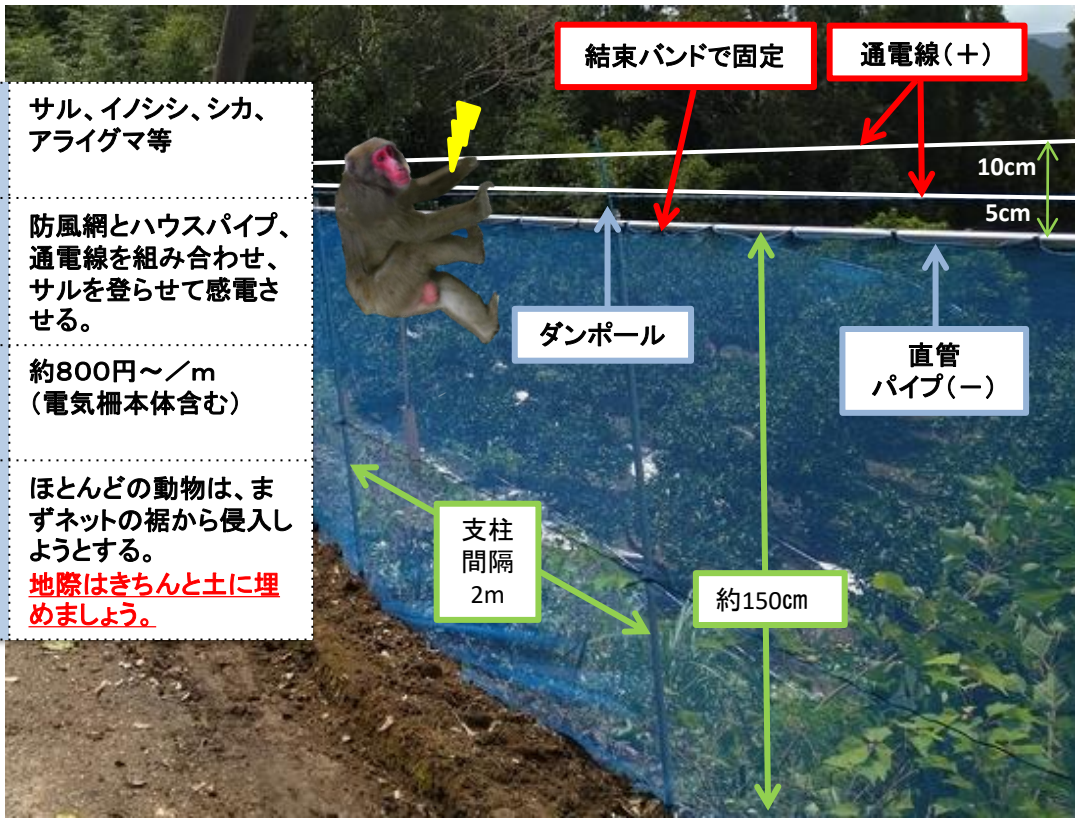 結束バンドで固定
通電線(+)
サル、イノシシ、シカ、
アライグマ等
10cm
5cm
防風網とハウスパイプ、
通電線を組み合わせ、
サルを登らせて感電さ
せる。
ダンポール
直管
パイプ(-)
約800円~/m
(電気柵本体含む)
ほとんどの動物は、ま
ずネットの裾から侵入し
ようとする。
地際はきちんと土に埋
めましょう。
支柱
間隔
2m
約150㎝